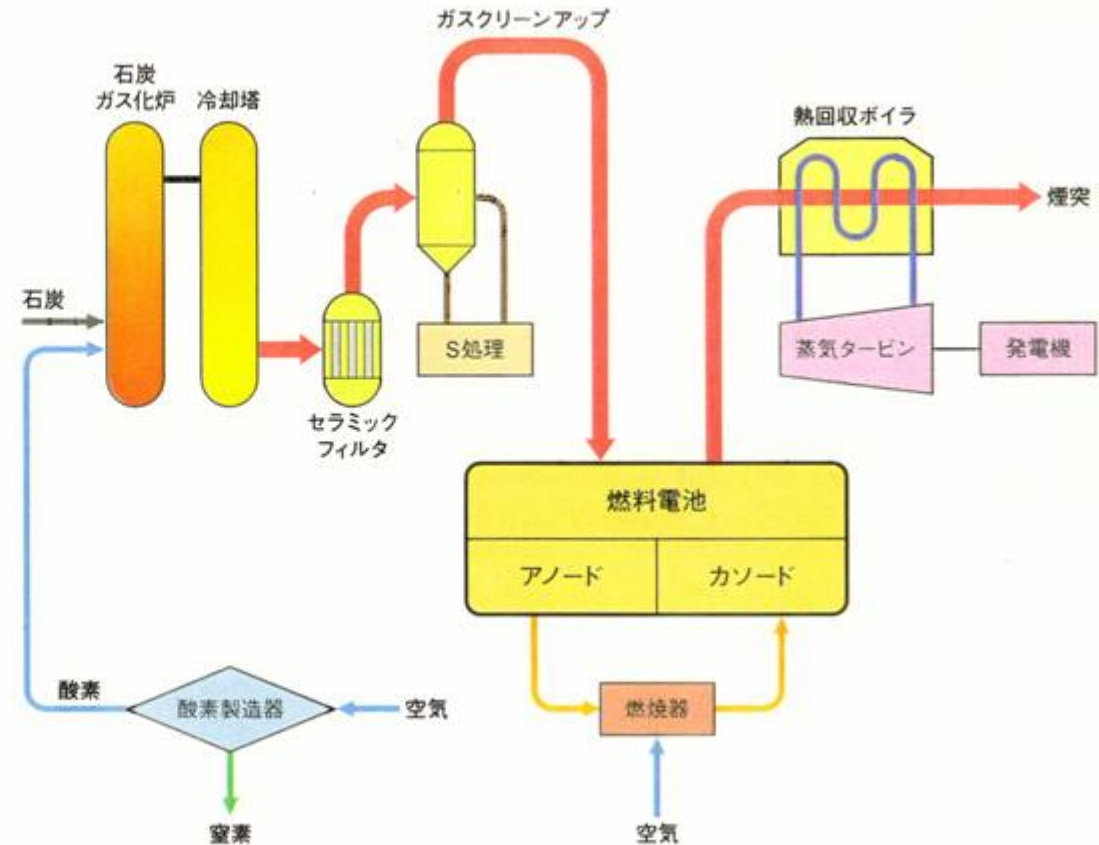 ガスクリーンアップ
石炭
ガス化炉
冷却塔
熱回収ボイラ
煙突
石炭
S処理
蒸気タービン
発電機
セラミック
フィルタ
燃料電池
アノード
カソード
酸素
酸素製造器
空気
燃焼器
窒素
空気